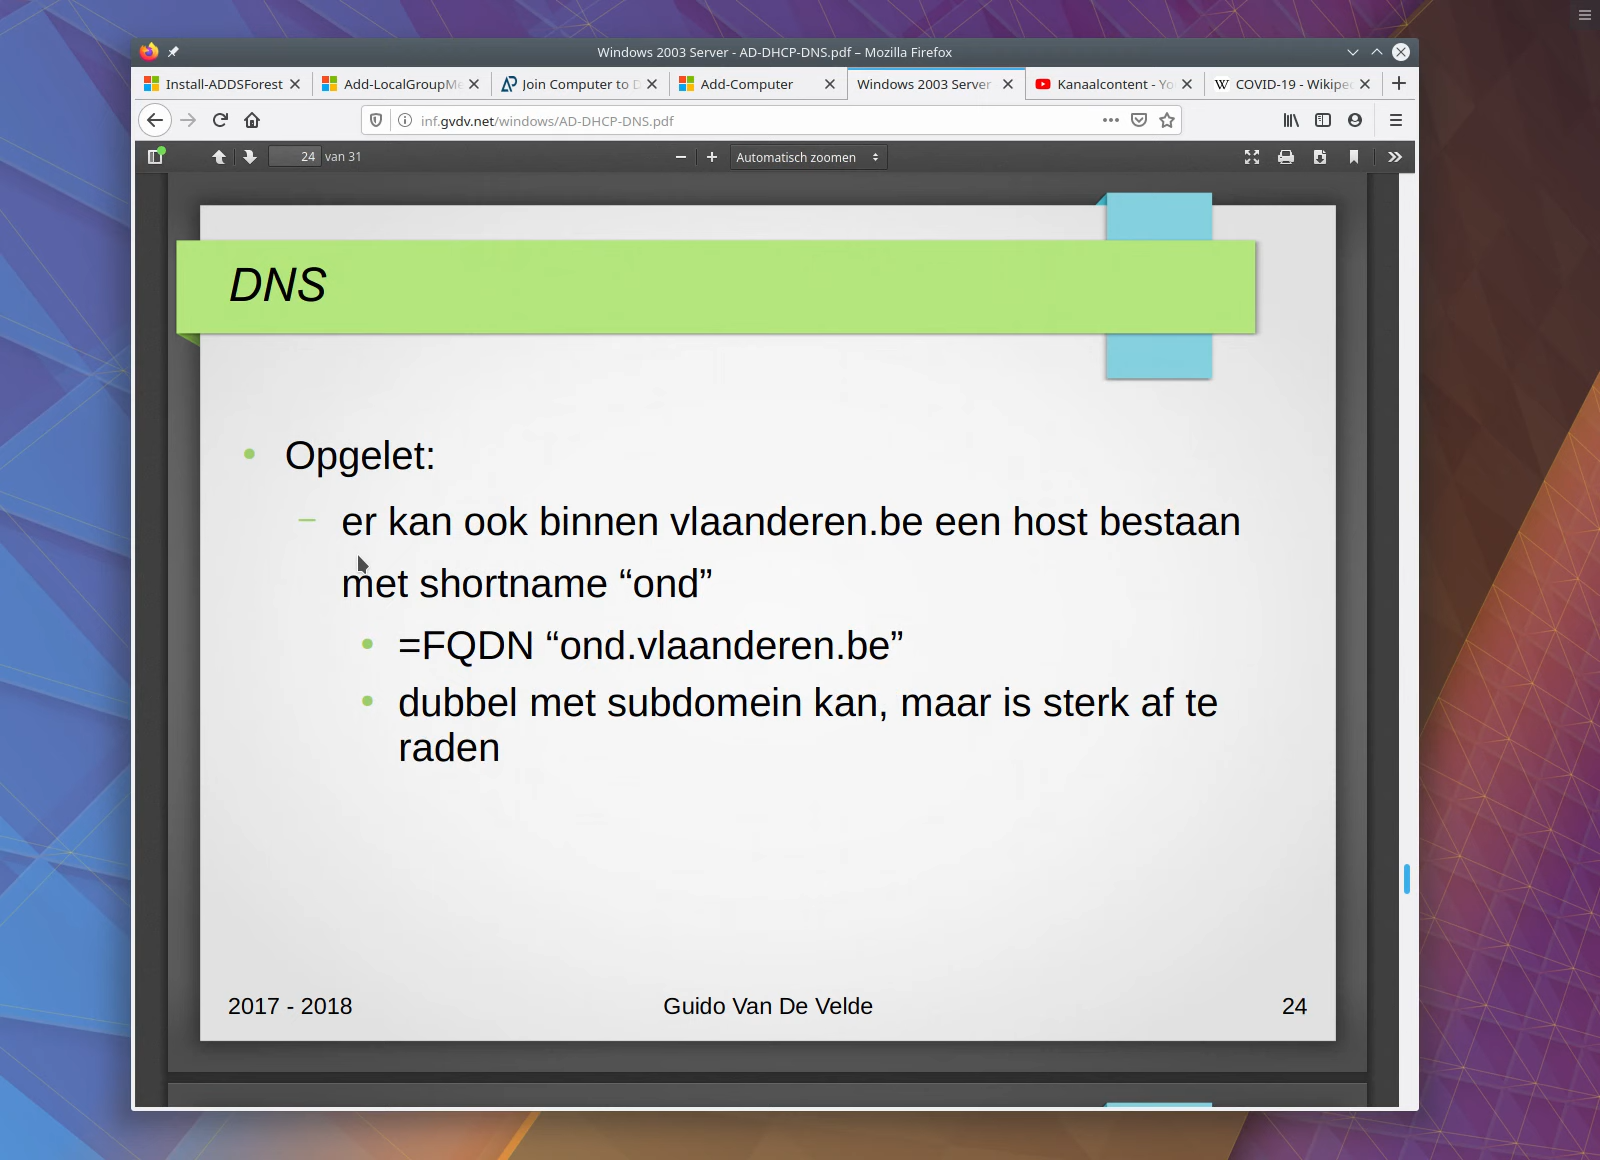 Windows 2003 Server - AD-DHCP-DNS.pdf – Mozilla Firefox
Install-ADDSForest
Add-LocalGroupMe
Join Computer to D
Add-Computer
Windows 2003 Server
Kanaalcontent - Yo
COVID-19 - Wikipec
inf.gvdv.net/windows/AD-DHCP-DNS.pdf
24 van 31
Automatisch zoomen
DNS
Opgelet:
er kan ook binnen vlaanderen.be een host bestaan
met shortname “ond”
=FQDN “ond.vlaanderen.be”
dubbel met subdomein kan, maar is sterk af te
raden
2017 - 2018
Guido Van De Velde
24